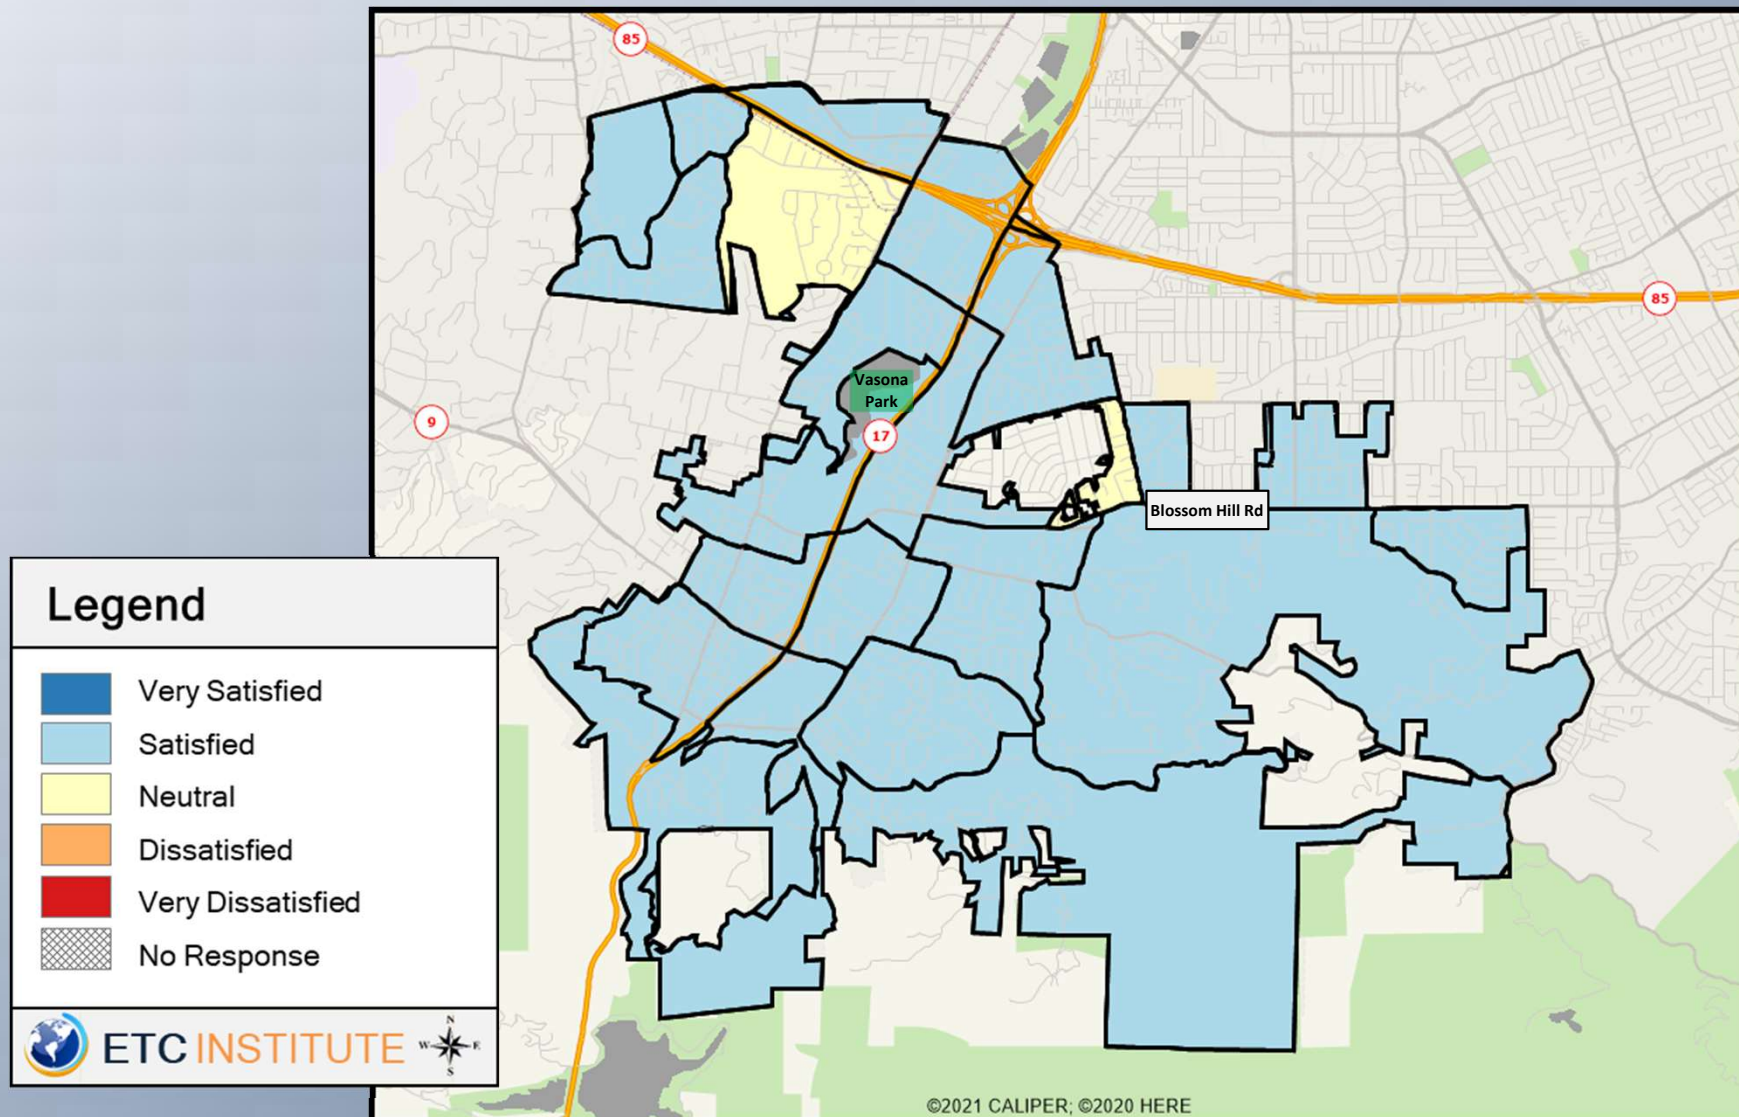 85
85
9
Vasona
Park
17
Blossom Hill Rd
Legend
Very Satisfied
Satisfied
Neutral
Dissatisfied
Very Dissatisfied
No Response
ETC INSTITUTE
N
W E
S
©2021 CALIPER; ©2020 HERE